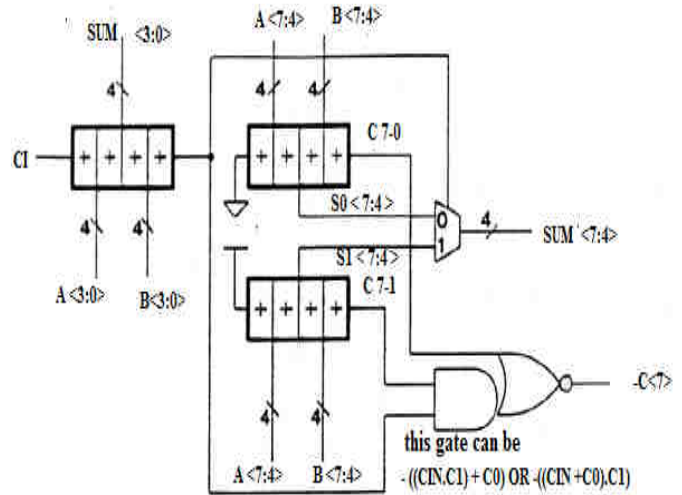 A <7:4>
B <7:4>
SUM <3:0>
4
4
4
C 7-0
CI
+ + + +
+ + + +
S0 < 7:4 >
0
1
4
SUM <7:4>
4
4
S1 < 7:4 >
C 7-1
A <3:0>
B<3:0>
+ + + +
-C<7>
4
4
this gate can be
A <7:4>
B <7:4>
- ((CIN.C1) + C0) OR -((CIN +C0).C1)